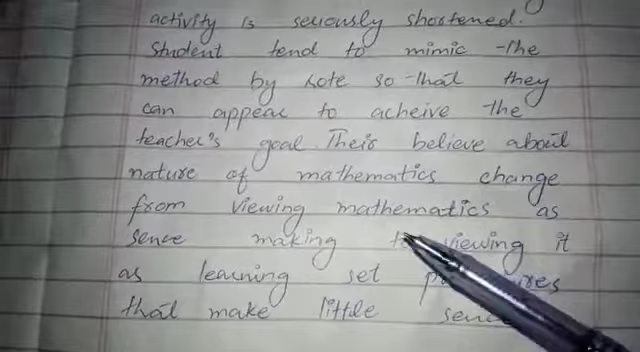 activity is seriously shortened.
Student tend to mimic the
method by rote so that they
can appear to acheive the
teacher's goal. Their believe about
nature of mathematics change
from viewing mathematics as
sence making to viewing it
as learning set
that make little